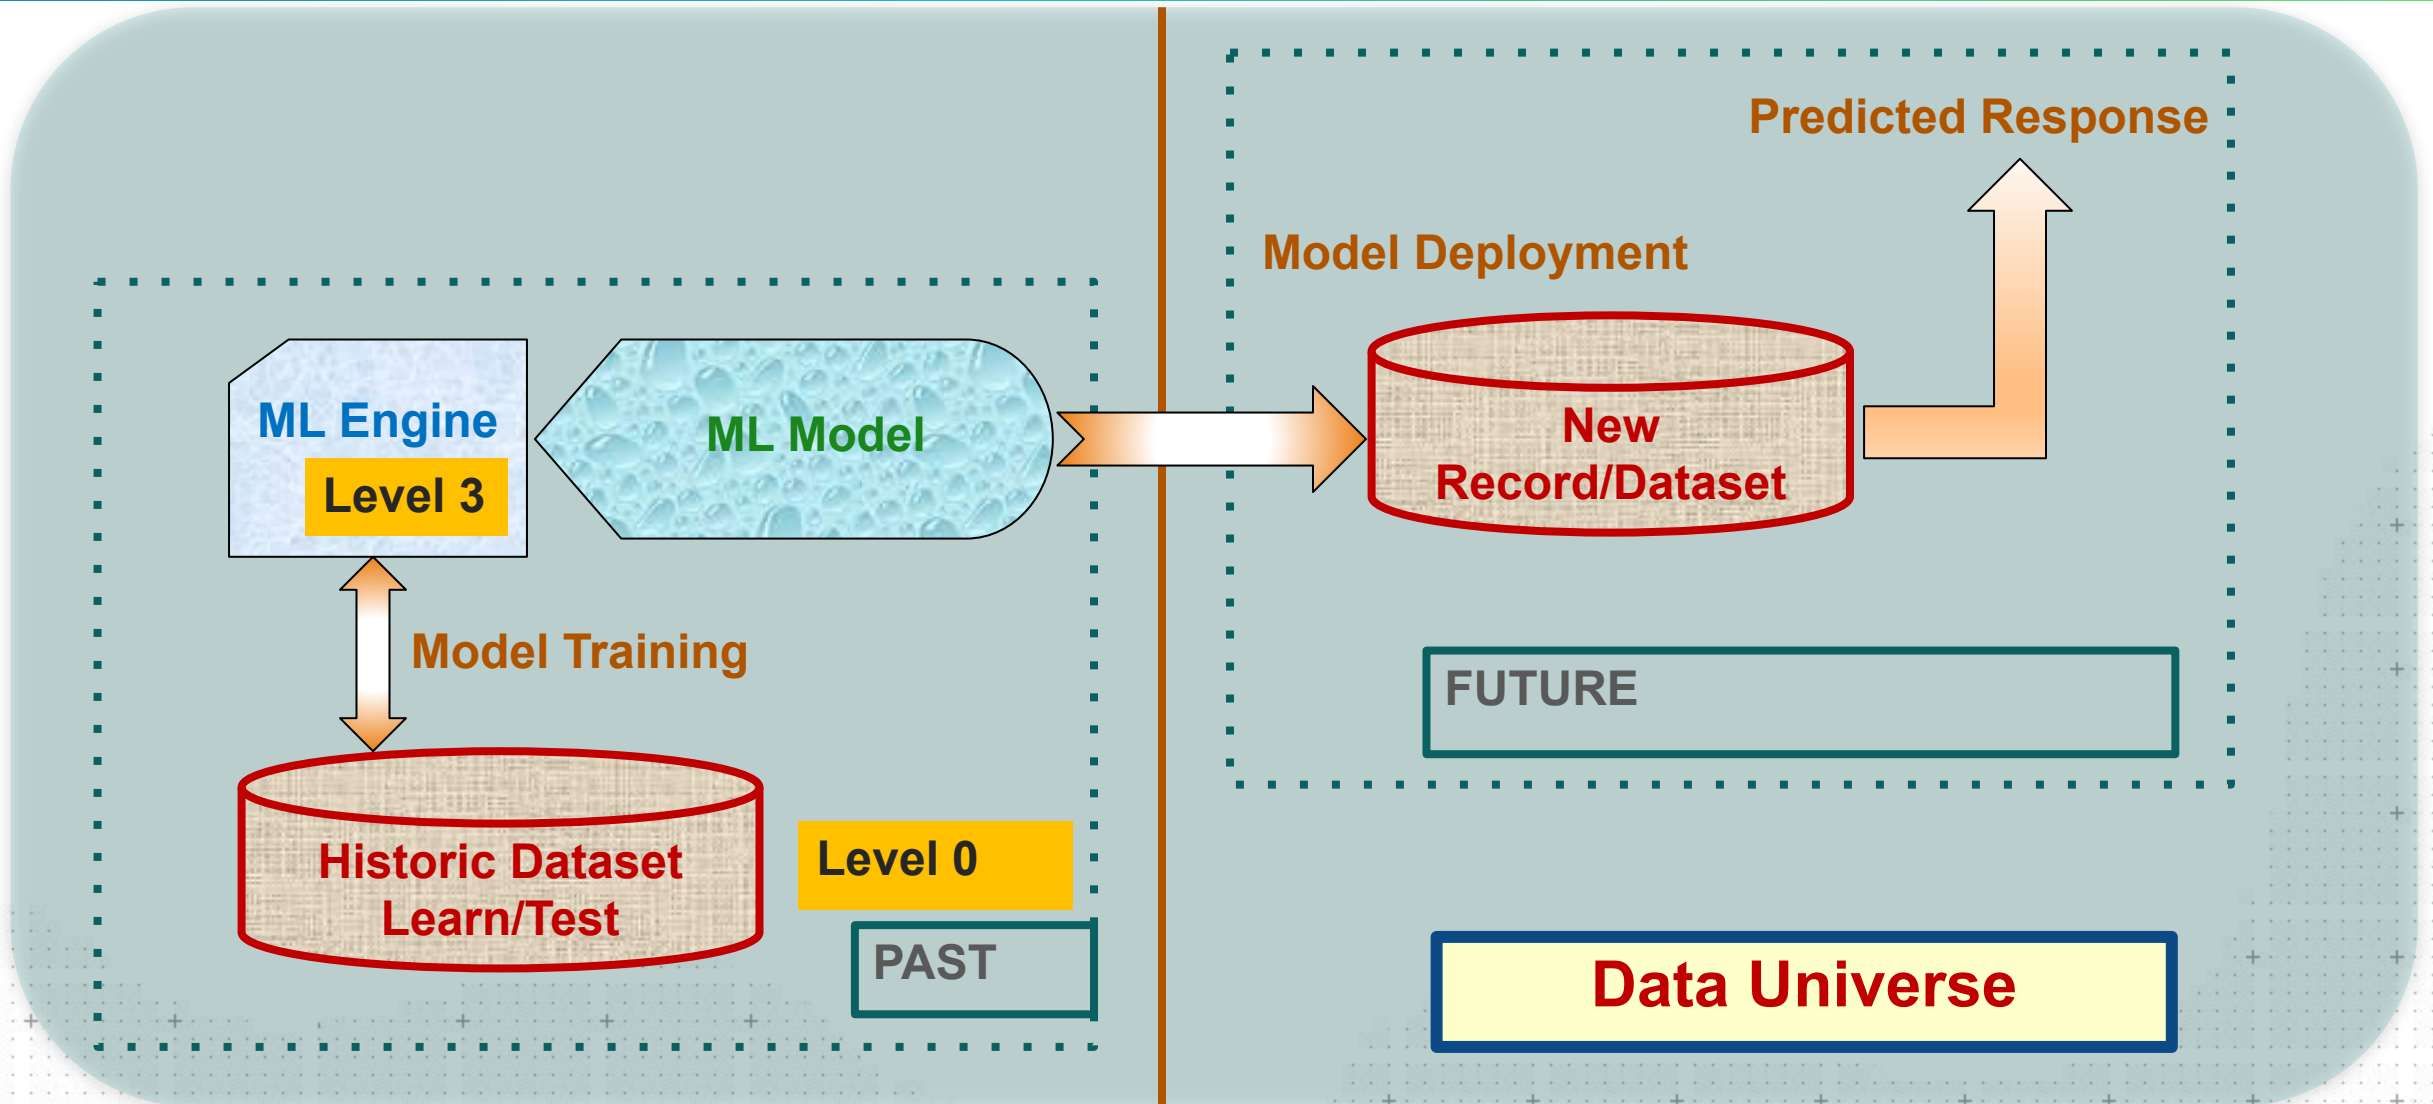 Predicted Response
Model Deployment
ML Engine
Level 3
ML Model
New
Record/Dataset
Model Training
FUTURE
Historic Dataset
Learn/Test
Level 0
PAST
Data Universe